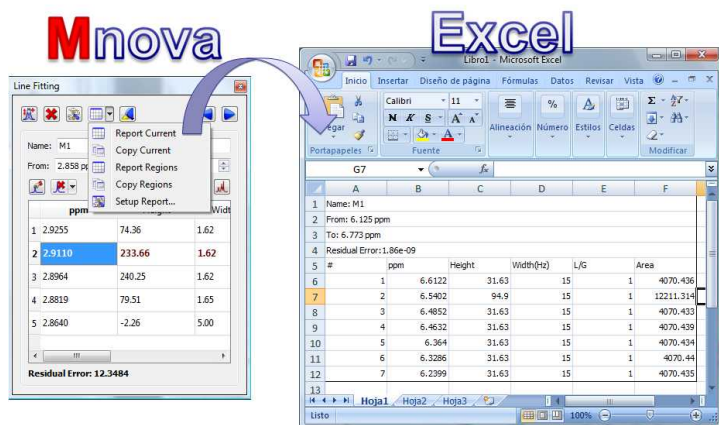 Mnova
Excel
Line Fitting
Report Current
Copy Current
Report Regions
Copy Regions
Setup Report...
Name: M1
From: 2.858 pp
ppm Widt
1 2.9255 74.36 1.62
2 2.9110 233.66 1.62
3 2.8964 240.25 1.62
4 2.8819 79.51 1.65
5 2.8640 -2.26 5.00
Residual Error: 12.3484
Libro1 - Microsoft Excel
Inicio Insertar Diseño de página Fórmulas Datos Revisar Vista
egar
Calibri 11
N K S A A
Alineación Número Estilos Celdas
Portapapeles Fuente Modificar
G7 fx
A B C D E F
1 Name: M1
2 From: 6.125 ppm
3 To: 6.773 ppm
4 Residual Error:1.86e-09
5 # ppm Height Width(Hz) L/G Area
6 1 6.6122 31.63 15 1 4070.436
7 2 6.5402 94.9 15 1 12211.314
8 3 6.4852 31.63 15 1 4070.433
9 4 6.4632 31.63 15 1 4070.439
10 5 6.364 31.63 15 1 4070.434
11 6 6.3286 31.63 15 1 4070.44
12 7 6.2399 31.63 15 1 4070.435
13
Hoja1 Hoja2 Hoja3
Listo 100%